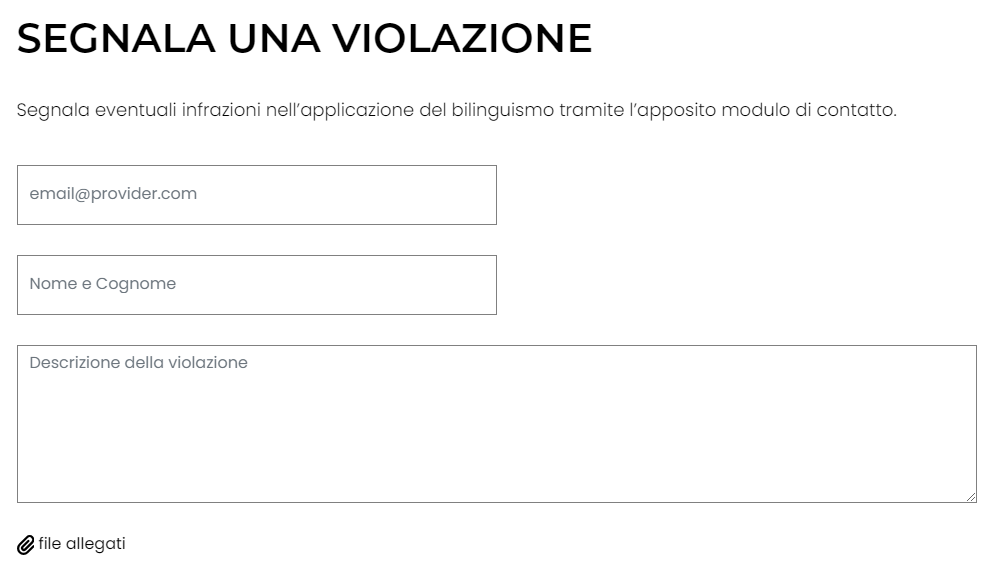 SEGNALA UNA VIOLAZIONE
Segnala eventuali infrazioni nell’applicazione del bilinguismo tramite l’apposito modulo di contatto.
email@provider.com
Nome e Cognome
Descrizione della violazione
file allegati